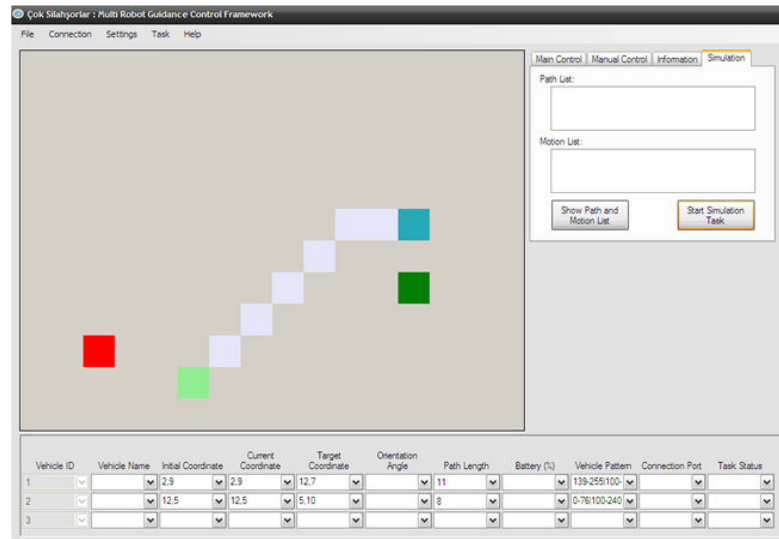 Çok Silahşorlar : Multi Robot Guidance Control Framework
File Connection Settings Task Help
Main Control Manual Control Information Simulation
Path List:
Motion List:
Show Path and
Motion List
Start Simulation
Task
Vehicle ID Vehicle Name Initial Coordinate Current Coordinate Target Coordinate Orientation Angle Path Length Battery (%) Vehicle Pattern Connection Port Task Status
1 2,9 2,9 12,7 11 139-255|100-
2 12,5 12,5 5,10 8 0-76|100-240
3